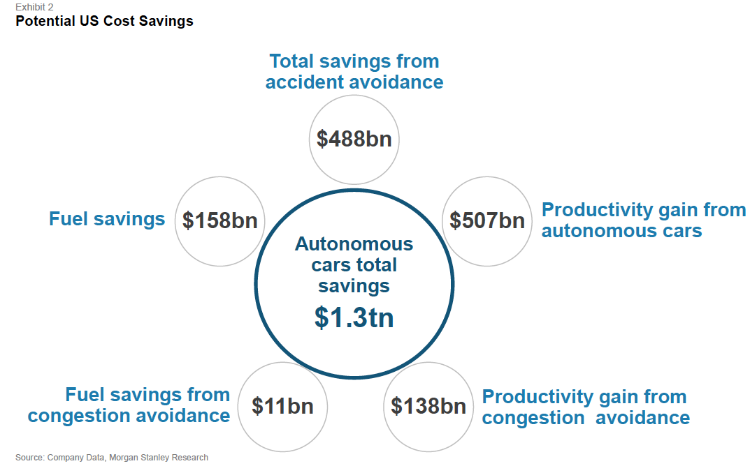 Exhibit 2
Potential US Cost Savings
Total savings from
accident avoidance
$488bn
Fuel savings
$158bn
$507bn
Productivity gain from
autonomous cars
Autonomous
cars total
savings
$1.3tn
Fuel savings from
congestion avoidance
$11bn
$138bn
Productivity gain from
congestion avoidance
Source: Company Data, Morgan Stanley Research